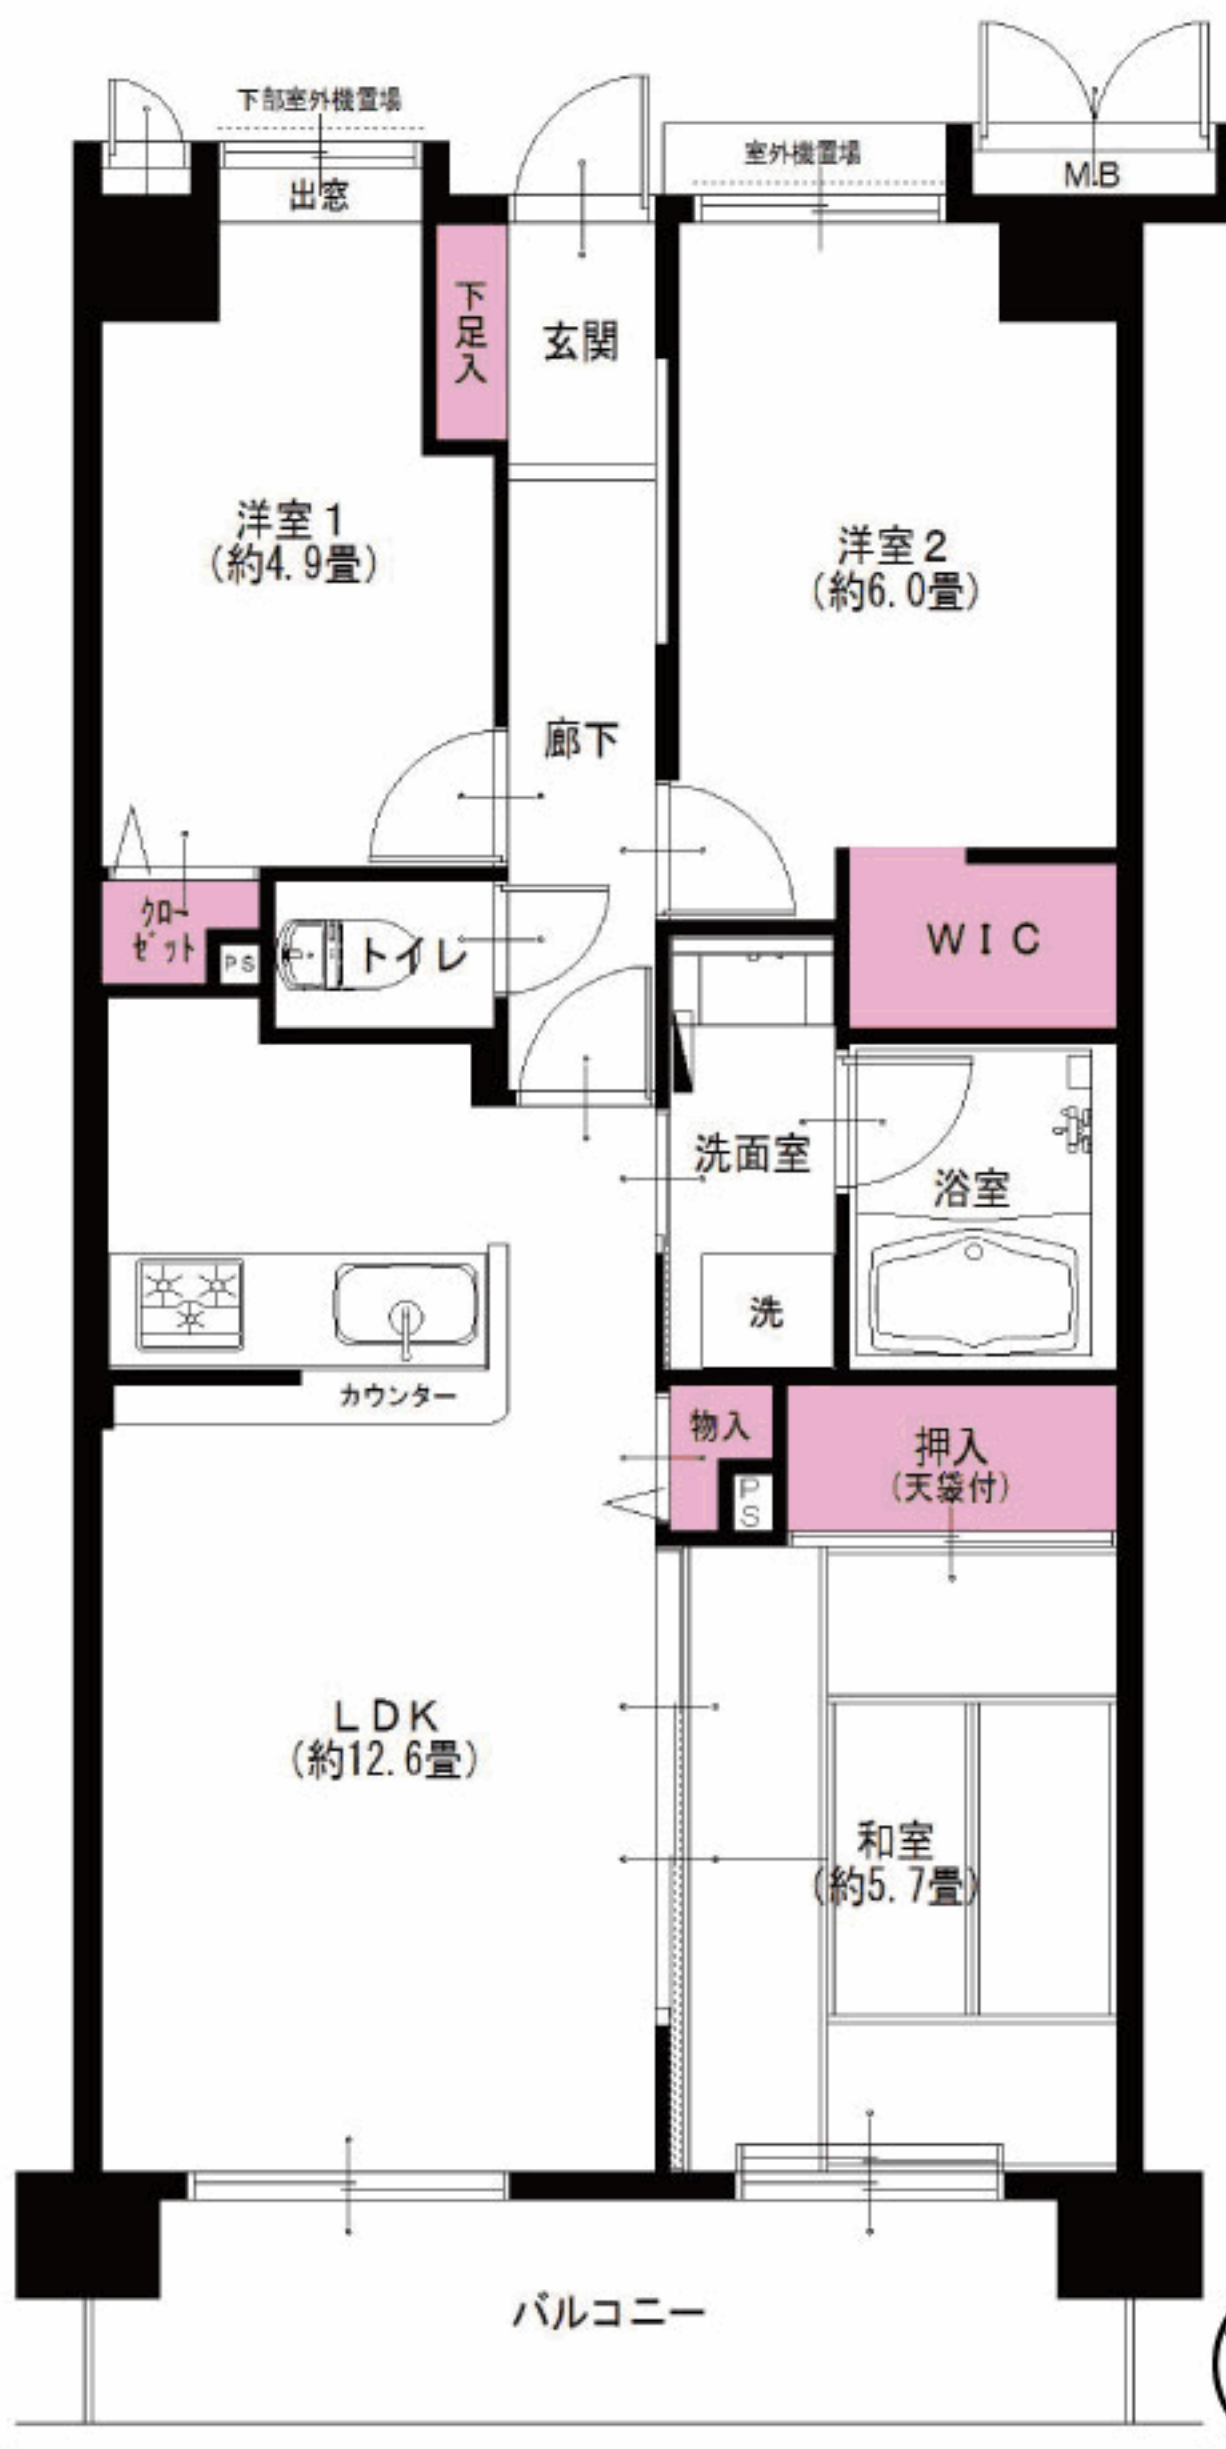 下部室外機置場
出窓
室外機置場
M.B
下足入
玄関
洋室1
(約4.9畳)
洋室2
(約6.0畳)
廊下
クローゼット
PS
トイレ
WIC
洗面室
浴室
洗
カウンター
物入
PS
押入
(天袋付)
LDK
(約12.6畳)
和室
(約5.7畳)
バルコニー